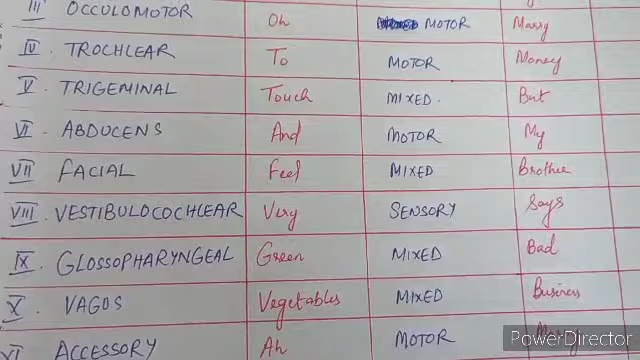 III OCCULOMOTOR Oh MOTOR Marry
IV TROCHLEAR To MOTOR Money
V TRIGEMINAL Touch MIXED. But
VI ABDUCENS And MOTOR My
VII FACIAL Feel MIXED Brother
VIII VESTIBULOCOCHLEAR Very SENSORY Says
IX. GLOSSOPHARYNGEAL Green MIXED Bad
X. VAGOS Vegetables MIXED Business
XI ACCESSORY Ah MOTOR Marry
PowerDirector